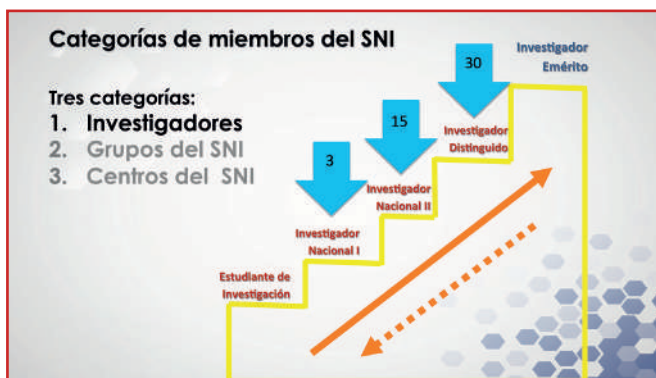 Categorías de miembros del SNI
Tres categorías:
1. Investigadores
2. Grupos del SNI
3. Centros del SNI
Estudiante de
Investigación
3
Investigador
Nacional I
15
Investigador
Nacional II
30
Investigador
Distinguido
Investigador
Emérito